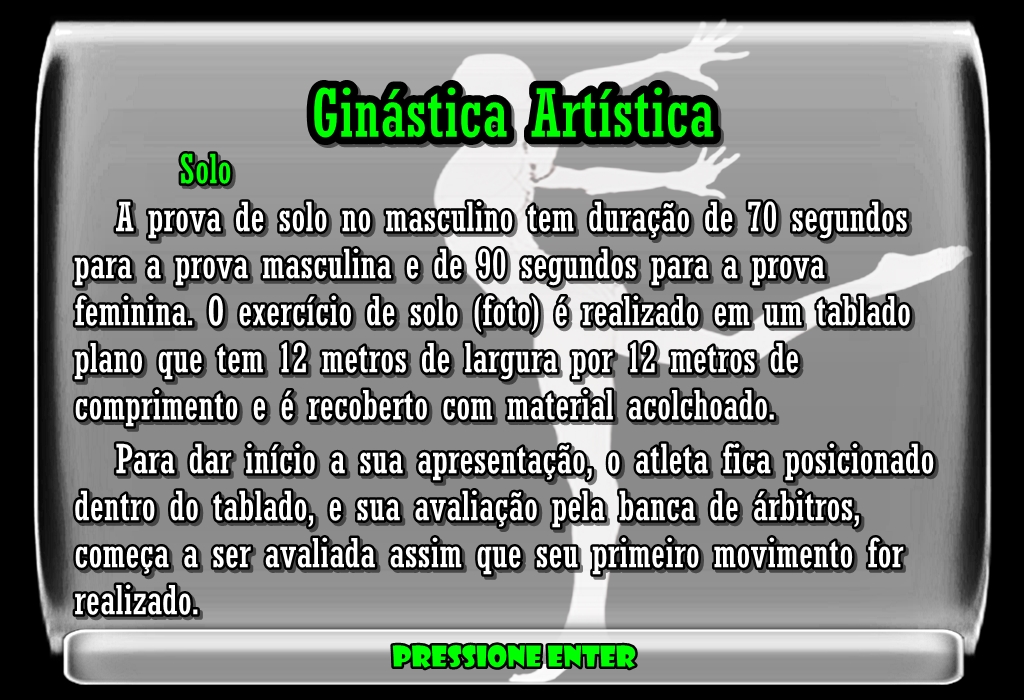 Ginástica Artística
Solo
A prova de solo no masculino tem duração de 70 segundos
para a prova masculina e de 90 segundos para a prova
feminina. O exercício de solo (foto) é realizado em um tablado
plano que tem 12 metros de largura por 12 metros de
comprimento e é recoberto com material acolchoado.
Para dar início a sua apresentação, o atleta fica posicionado
dentro do tablado, e sua avaliação pela banca de árbitros,
começa a ser avaliada assim que seu primeiro movimento for
realizado.
PRESSIONE ENTER